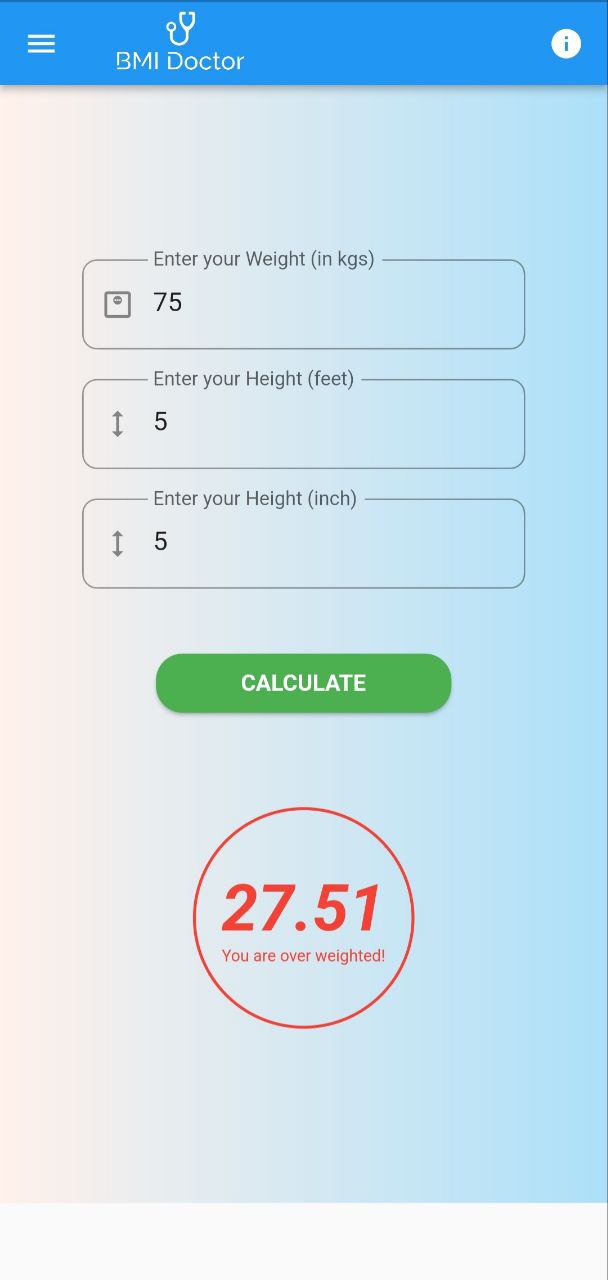 BMI Doctor
Enter your Weight (in kgs)
75
Enter your Height (feet)
5
Enter your Height (inch)
5
CALCULATE
27.51
You are over weighted!